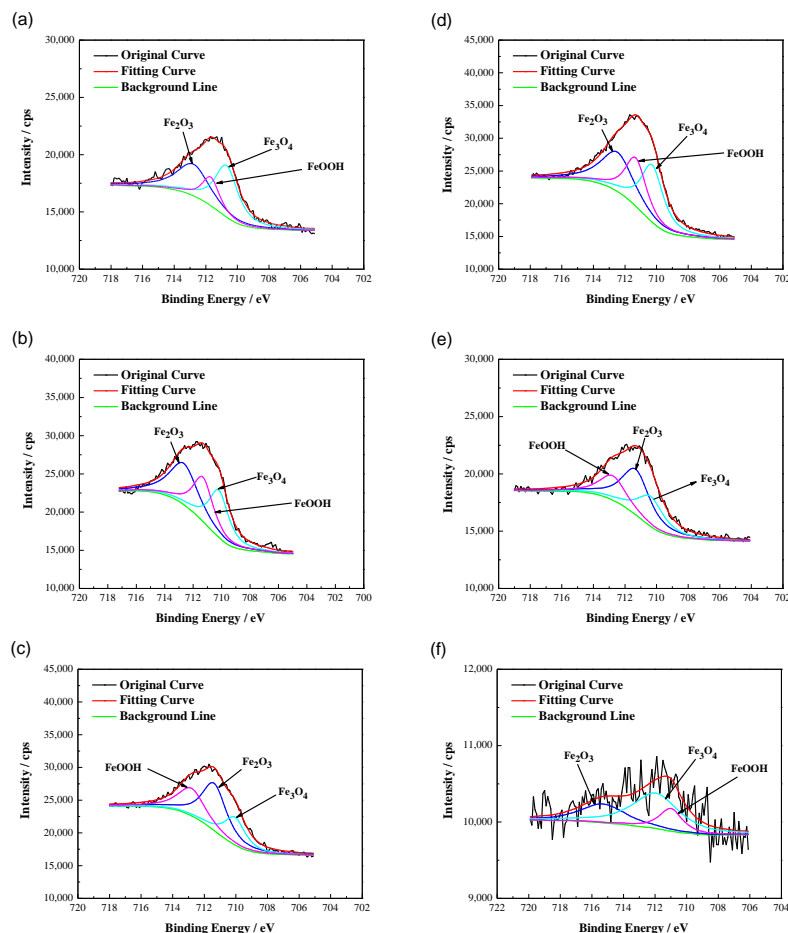 (a)
30,000
25,000
20,000
15,000
10,000
Intensity / cps
Original Curve
Fitting Curve
Background Line
Fe2O3
Fe3O4
FeOOH
720 718 716 714 712 710 708 706 704 702
Binding Energy / eV
(b)
40,000
35,000
30,000
25,000
20,000
15,000
10,000
Intensity / cps
Original Curve
Fitting Curve
Background Line
Fe2O3
Fe3O4
FeOOH
720 718 716 714 712 710 708 706 704 702 700
Binding Energy / eV
(c)
45,000
40,000
35,000
30,000
25,000
20,000
15,000
10,000
Intensity / cps
Original Curve
Fitting Curve
Background Line
FeOOH
Fe2O3
Fe3O4
720 718 716 714 712 710 708 706 704 702
Binding Energy / eV
(d)
45,000
40,000
35,000
30,000
25,000
20,000
15,000
10,000
Intensity / cps
Original Curve
Fitting Curve
Background Line
Fe2O3
Fe3O4
FeOOH
720 718 716 714 712 710 708 706 704 702
Binding Energy / eV
(e)
30,000
25,000
20,000
15,000
10,000
Intensity / cps
Original Curve
Fitting Curve
Background Line
FeOOH
Fe2O3
Fe3O4
720 718 716 714 712 710 708 706 704 702
Binding Energy / eV
(f)
12,000
11,000
10,000
9,000
Intensity / cps
Original Curve
Fitting Curve
Background Line
Fe2O3
Fe3O4
FeOOH
722 720 718 716 714 712 710 708 706 704
Binding Energy / eV